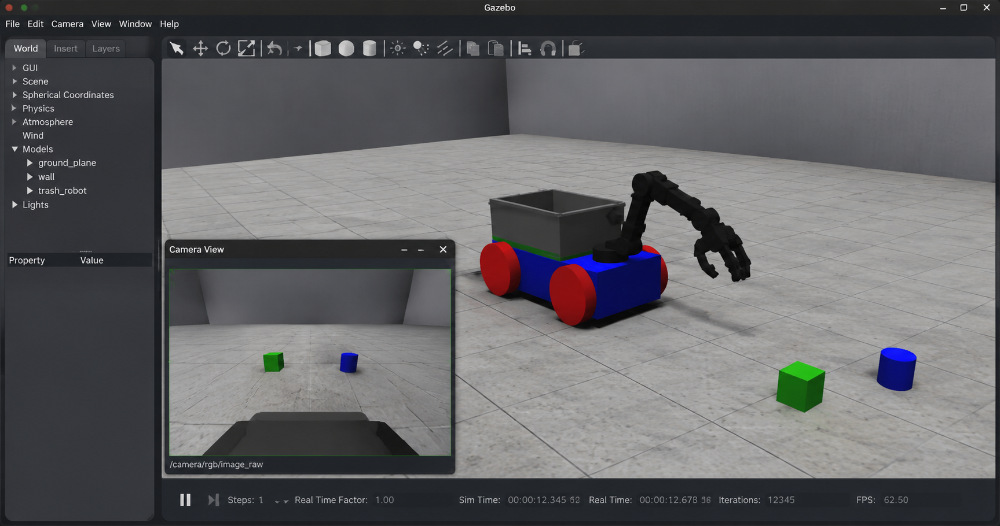 Gazebo
File Edit Camera View Window Help
World Insert Layers
GUI
Scene
Spherical Coordinates
Physics
Atmosphere
Wind
Models
ground_plane
wall
trash_robot
Lights
Property Value
Camera View
/camera/rgb/image_raw
Steps: 1 Real Time Factor: 1.00 Sim Time: 00:00:12.345 62 Real Time: 00:00:12.678 Iterations: 12345 FPS: 62.50